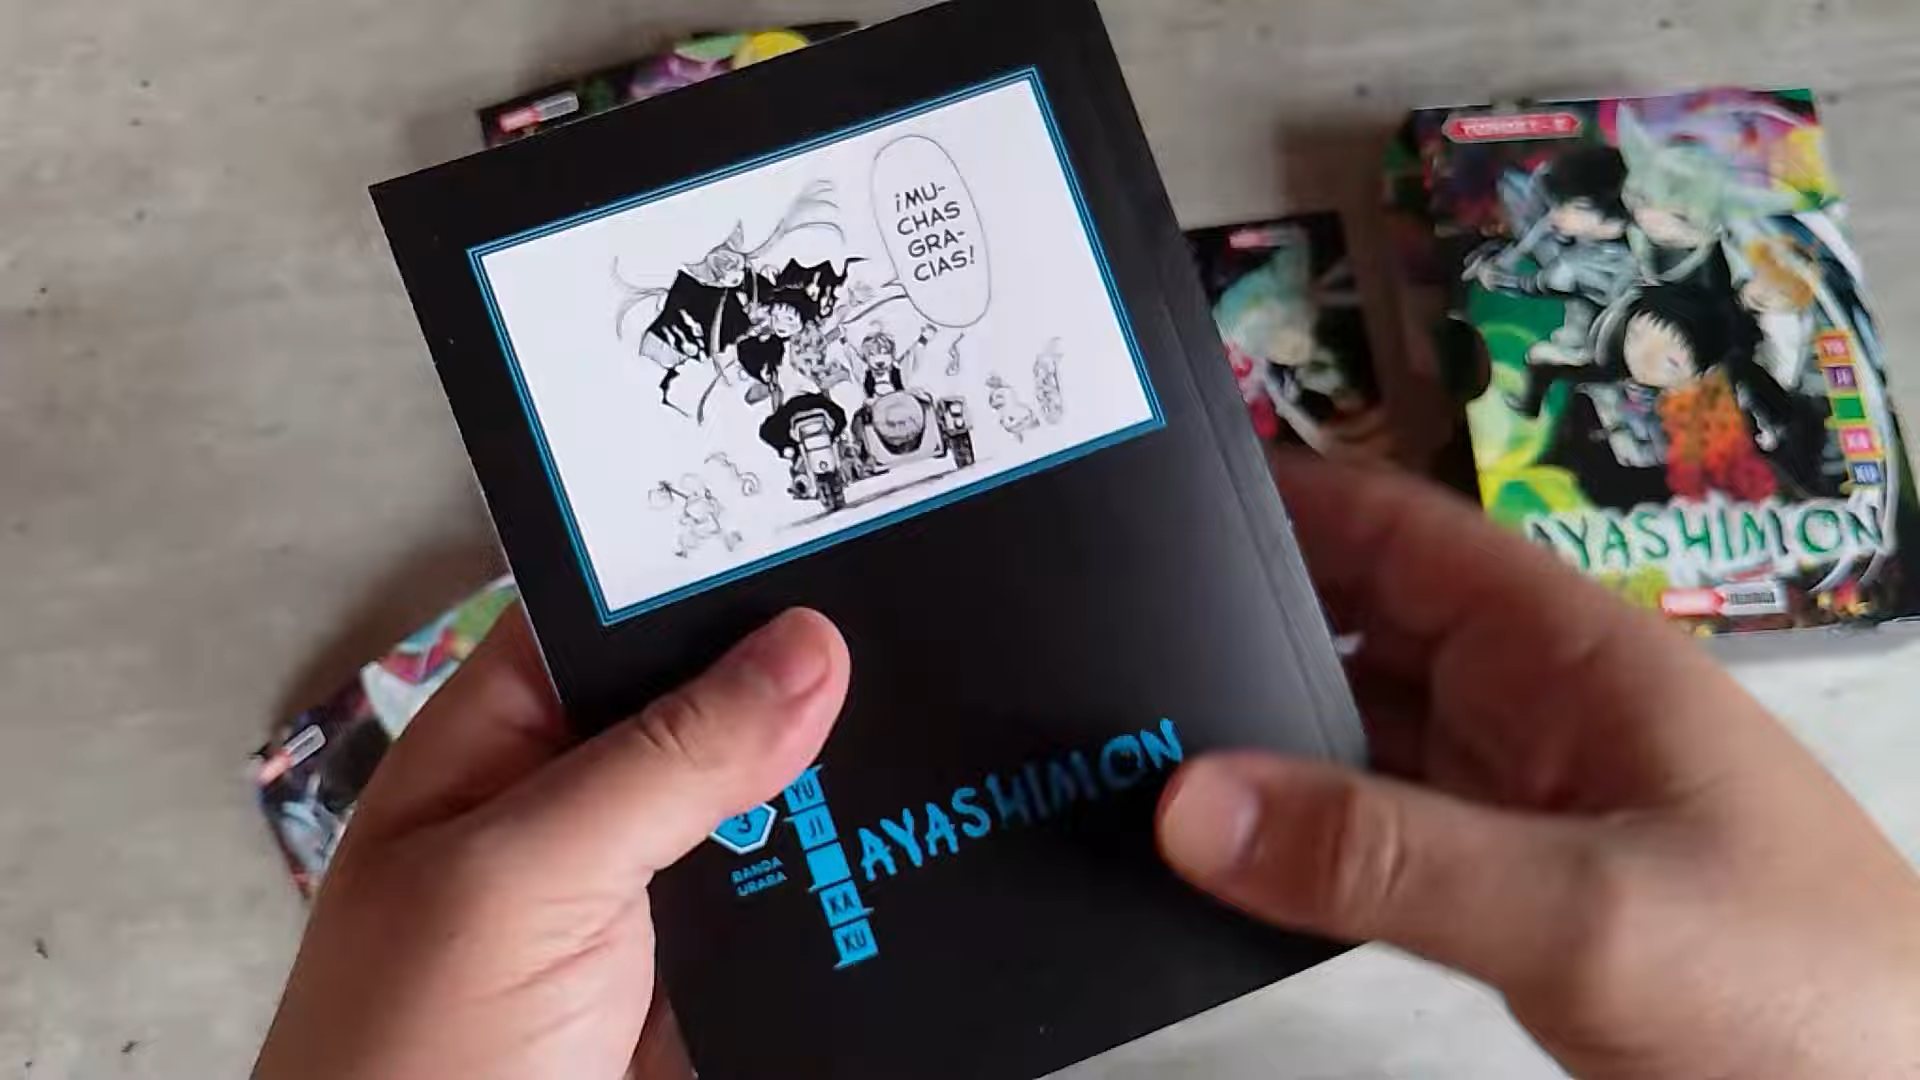 ¡MU-
CHAS
GRA-
CIAS!
YU
JI
KA
KU
3
BANDA
URARA
AYASHIMON
AYASHIMON